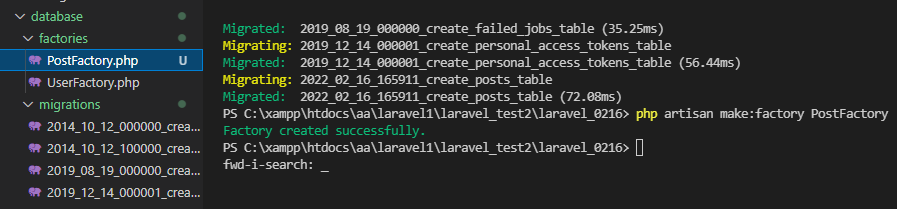 database
factories
PostFactory.php U
UserFactory.php
migrations
2014_10_12_000000_crea...
2014_10_12_100000_crea...
2019_08_19_000000_crea...
2019_12_14_000001_crea...
Migrated: 2019_08_19_000000_create_failed_jobs_table (35.25ms)
Migrating: 2019_12_14_000001_create_personal_access_tokens_table
Migrated: 2019_12_14_000001_create_personal_access_tokens_table (56.44ms)
Migrating: 2022_02_16_165911_create_posts_table
Migrated: 2022_02_16_165911_create_posts_table (72.08ms)
PS C:\xampp\htdocs\aa\laravel1\laravel_test2\laravel_0216> php artisan make:factory PostFactory
Factory created successfully.
PS C:\xampp\htdocs\aa\laravel1\laravel_test2\laravel_0216>
fwd-i-search: _